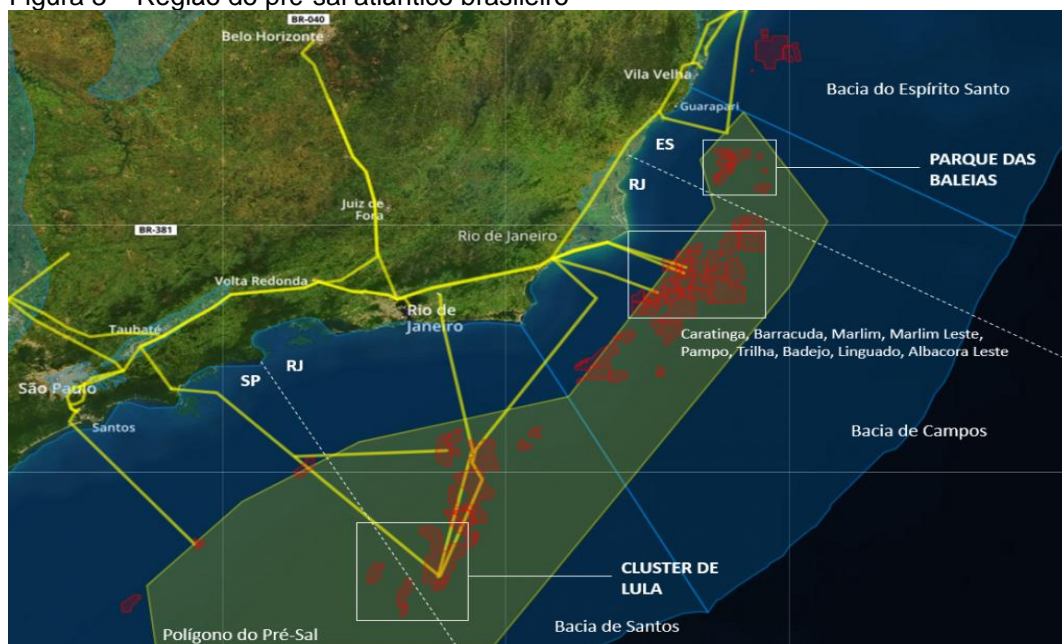 Figura 3 – Região do pré-sal atlântico brasileiro
BR-040
Belo Horizonte
Vila Velha
Guarapari
Bacia do Espírito Santo
ES
PARQUE DAS
BALEIAS
RJ
Juiz de
Fora
BR-381
Rio de Janeiro
Volta Redonda
Rio de
Janeiro
Taubaté
Caratinga, Barracuda, Marlim, Marlim Leste,
Pampo, Trilha, Badejo, Linguado, Albacora Leste
RJ
SP
São Paulo
Santos
Bacia de Campos
CLUSTER DE
LULA
Polígono do Pré-Sal
Bacia de Santos